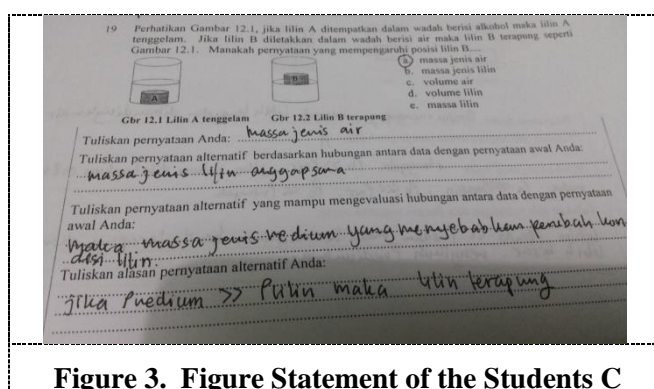 19 Perhatikan Gambar 12.1, jika lilin A ditempatkan dalam wadah berisi alkohol maka lilin A
tenggelam. Jika lilin B diletakkan dalam wadah berisi air maka lilin B terapung seperti
Gambar 12.1. Manakah pernyataan yang mempengaruhi posisi lilin B....
a. massa jenis air
b. massa jenis lilin
c. volume air
d. volume lilin
e. massa lilin
A
B
Gbr 12.1 Lilin A tenggelam Gbr 12.2 Lilin B terapung
Tuliskan pernyataan Anda: massa jenis air
Tuliskan pernyataan alternatif berdasarkan hubungan antara data dengan pernyataan awal Anda:
massa jenis lilin anggap sama
Tuliskan pernyataan alternatif yang mampu mengevaluasi hubungan antara data dengan pernyataan
awal Anda:
Maka massa jenis medium yang menyebabkan perubah kon
disi lilin.
Tuliskan alasan pernyataan alternatif Anda:
jika ρmedium >> ρlilin maka lilin terapung
Figure 3. Figure Statement of the Students C